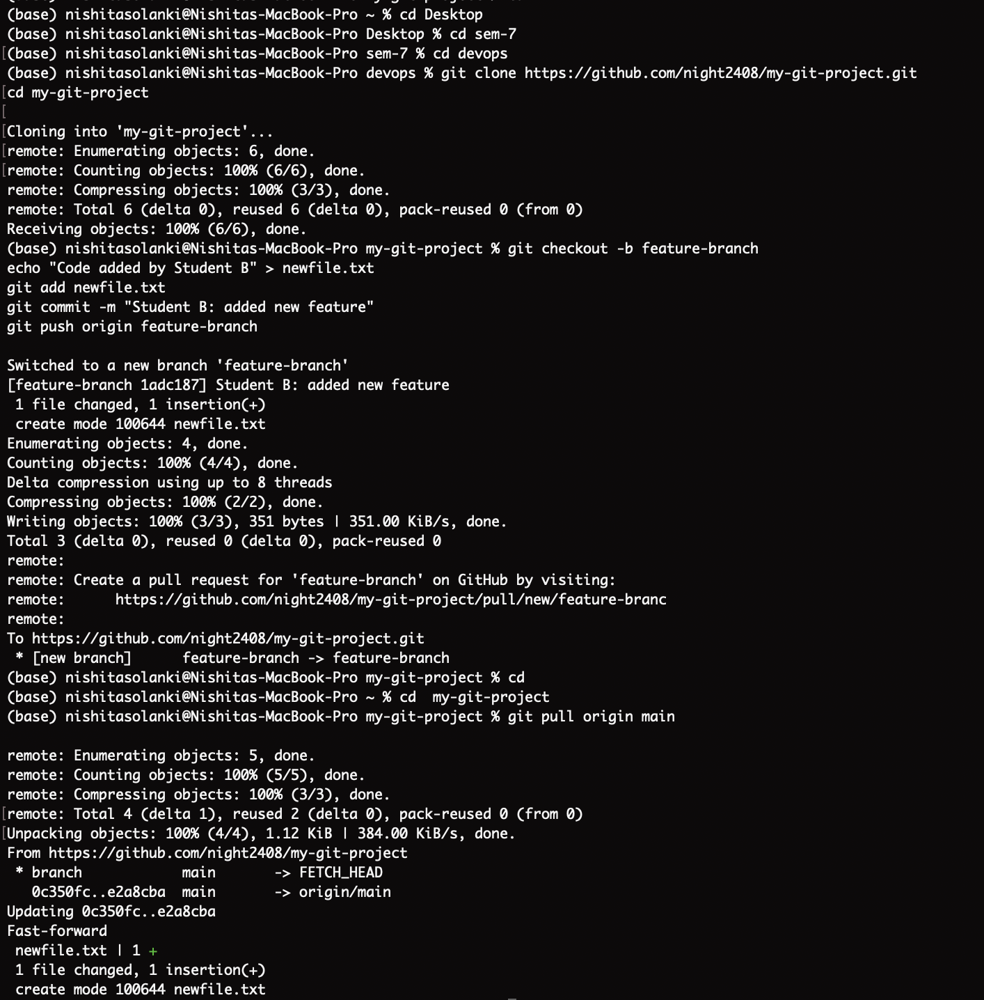 (base) nishitasolanki@Nishitas-MacBook-Pro ~ % cd Desktop
(base) nishitasolanki@Nishitas-MacBook-Pro Desktop % cd sem-7
[(base) nishitasolanki@Nishitas-MacBook-Pro sem-7 % cd devops
(base) nishitasolanki@Nishitas-MacBook-Pro devops % git clone https://github.com/night2408/my-git-project.git
[cd my-git-project
[
[Cloning into 'my-git-project'...
[remote: Enumerating objects: 6, done.
[remote: Counting objects: 100% (6/6), done.
remote: Compressing objects: 100% (3/3), done.
remote: Total 6 (delta 0), reused 6 (delta 0), pack-reused 0 (from 0)
Receiving objects: 100% (6/6), done.
(base) nishitasolanki@Nishitas-MacBook-Pro my-git-project % git checkout -b feature-branch
echo "Code added by Student B" > newfile.txt
git add newfile.txt
git commit -m "Student B: added new feature"
git push origin feature-branch
Switched to a new branch 'feature-branch'
[feature-branch 1adc187] Student B: added new feature
 1 file changed, 1 insertion(+)
 create mode 100644 newfile.txt
Enumerating objects: 4, done.
Counting objects: 100% (4/4), done.
Delta compression using up to 8 threads
Compressing objects: 100% (2/2), done.
Writing objects: 100% (3/3), 351 bytes | 351.00 KiB/s, done.
Total 3 (delta 0), reused 0 (delta 0), pack-reused 0
remote:
remote: Create a pull request for 'feature-branch' on GitHub by visiting:
remote:      https://github.com/night2408/my-git-project/pull/new/feature-branc
remote:
To https://github.com/night2408/my-git-project.git
 * [new branch]      feature-branch -> feature-branch
(base) nishitasolanki@Nishitas-MacBook-Pro my-git-project % cd
(base) nishitasolanki@Nishitas-MacBook-Pro ~ % cd  my-git-project
(base) nishitasolanki@Nishitas-MacBook-Pro my-git-project % git pull origin main
remote: Enumerating objects: 5, done.
remote: Counting objects: 100% (5/5), done.
remote: Compressing objects: 100% (3/3), done.
[remote: Total 4 (delta 1), reused 2 (delta 0), pack-reused 0 (from 0)
[Unpacking objects: 100% (4/4), 1.12 KiB | 384.00 KiB/s, done.
From https://github.com/night2408/my-git-project
 * branch            main       -> FETCH_HEAD
   0c350fc..e2a8cba  main       -> origin/main
Updating 0c350fc..e2a8cba
Fast-forward
 newfile.txt | 1 +
 1 file changed, 1 insertion(+)
 create mode 100644 newfile.txt